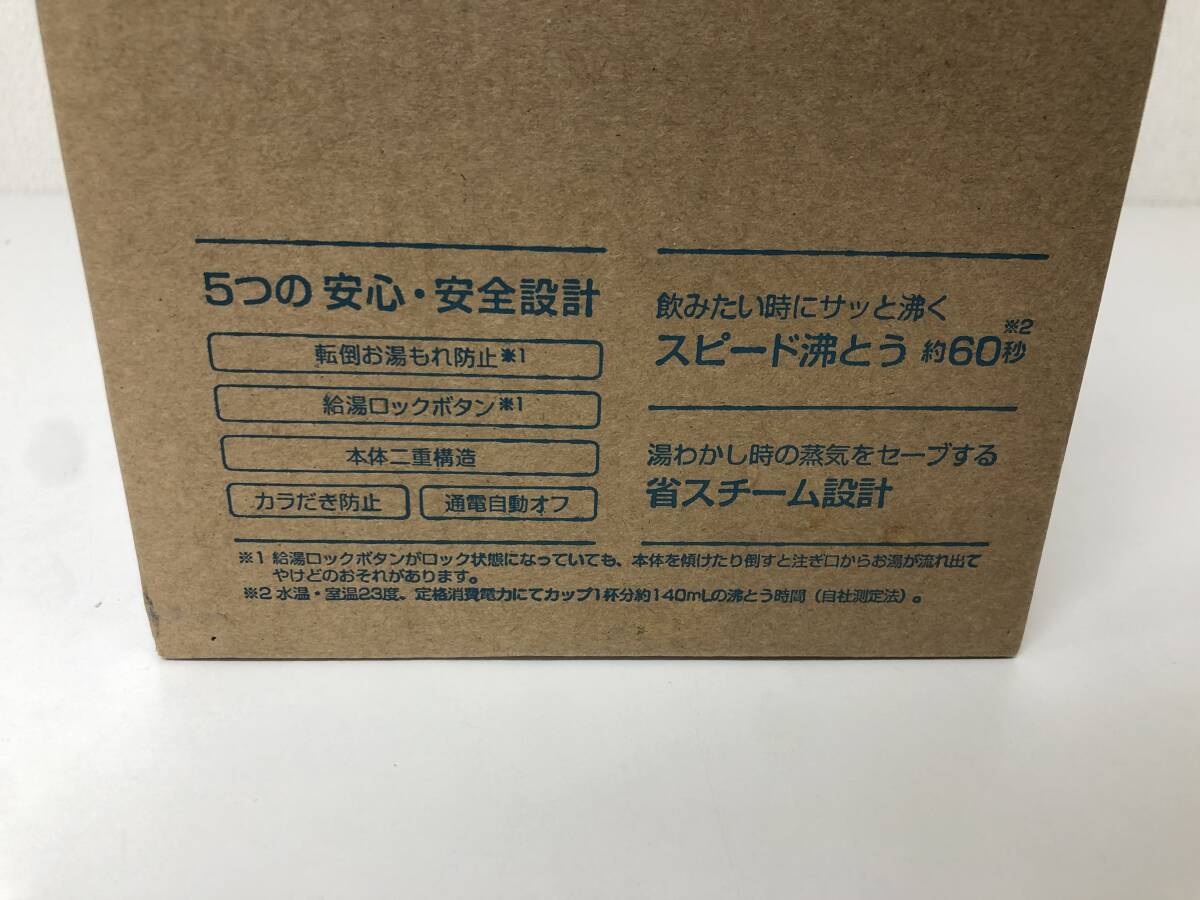 5つの 安心・安全設計
転倒お湯もれ防止※1
給湯ロックボタン※1
本体二重構造
カラだき防止
通電自動オフ
飲みたい時にサッと沸く
スピード沸とう 約60秒※2
湯わかし時の蒸気をセーブする
省スチーム設計
※1 給湯ロックボタンがロック状態になっていても、本体を傾けたり倒すと注ぎ口からお湯が流れ出て
やけどのおそれがあります。
※2 水温・室温23度、定格消費電力にてカップ1杯分約140mLの沸とう時間（自社測定法）。